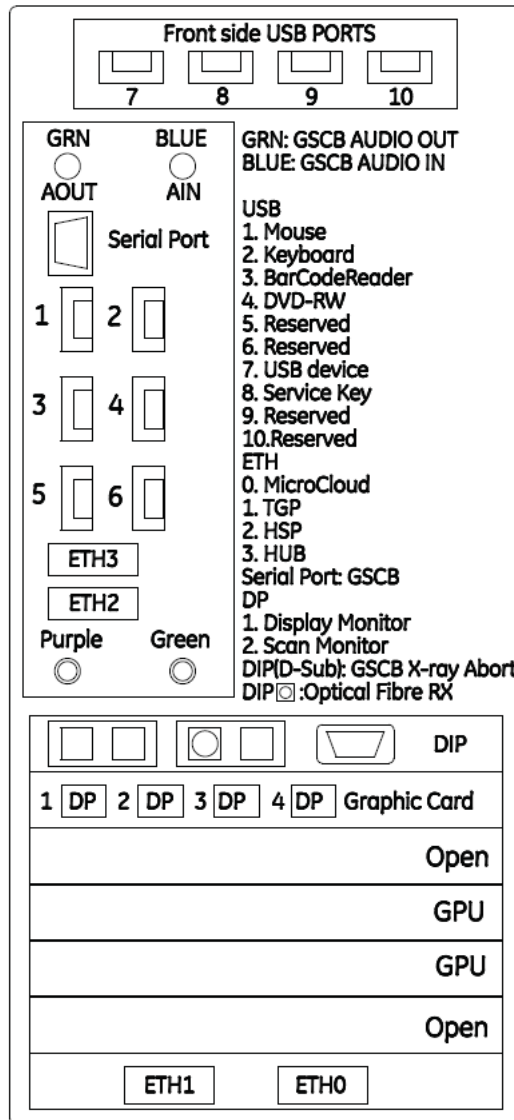 Front side USB PORTS
7 8 9 10
GRN BLUE
AOUT AIN
Serial Port
1 2
3 4
5 6
ETH3
ETH2
Purple Green
GRN: GSCB AUDIO OUT
BLUE: GSCB AUDIO IN
USB
1. Mouse
2. Keyboard
3. BarCodeReader
4. DVD-RW
5. Reserved
6. Reserved
7. USB device
8. Service Key
9. Reserved
10.Reserved
ETH
0. MicroCloud
1. TGP
2. HSP
3. HUB
Serial Port: GSCB
DP
1. Display Monitor
2. Scan Monitor
DIP(D-Sub): GSCB X-ray Abort
DIP :Optical Fibre RX
DIP
1 DP 2 DP 3 DP 4 DP Graphic Card
Open
GPU
GPU
Open
ETH1 ETH0